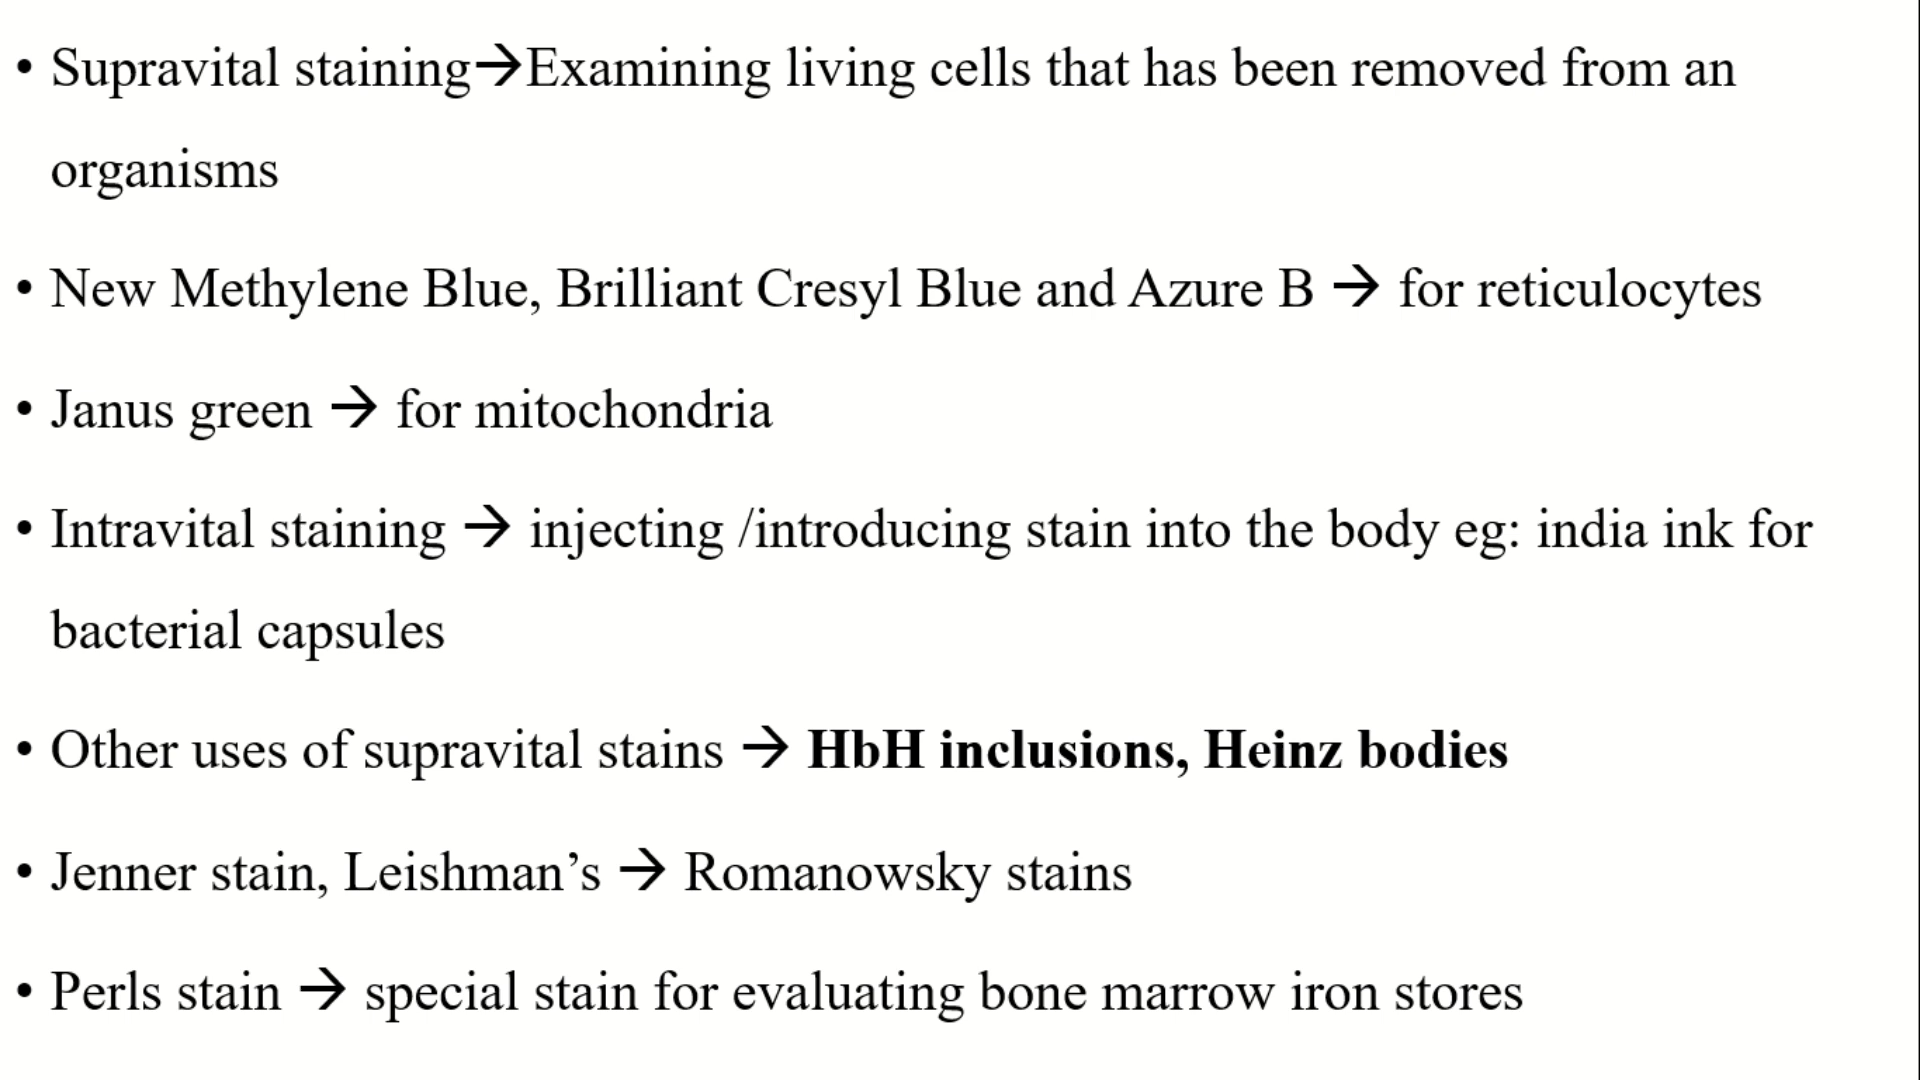 • Supravital staining→Examining living cells that has been removed from an
organisms
• New Methylene Blue, Brilliant Cresyl Blue and Azure B → for reticulocytes
• Janus green → for mitochondria
• Intravital staining → injecting /introducing stain into the body eg: india ink for
bacterial capsules
• Other uses of supravital stains → HbH inclusions, Heinz bodies
• Jenner stain, Leishman’s → Romanowsky stains
• Perls stain → special stain for evaluating bone marrow iron stores